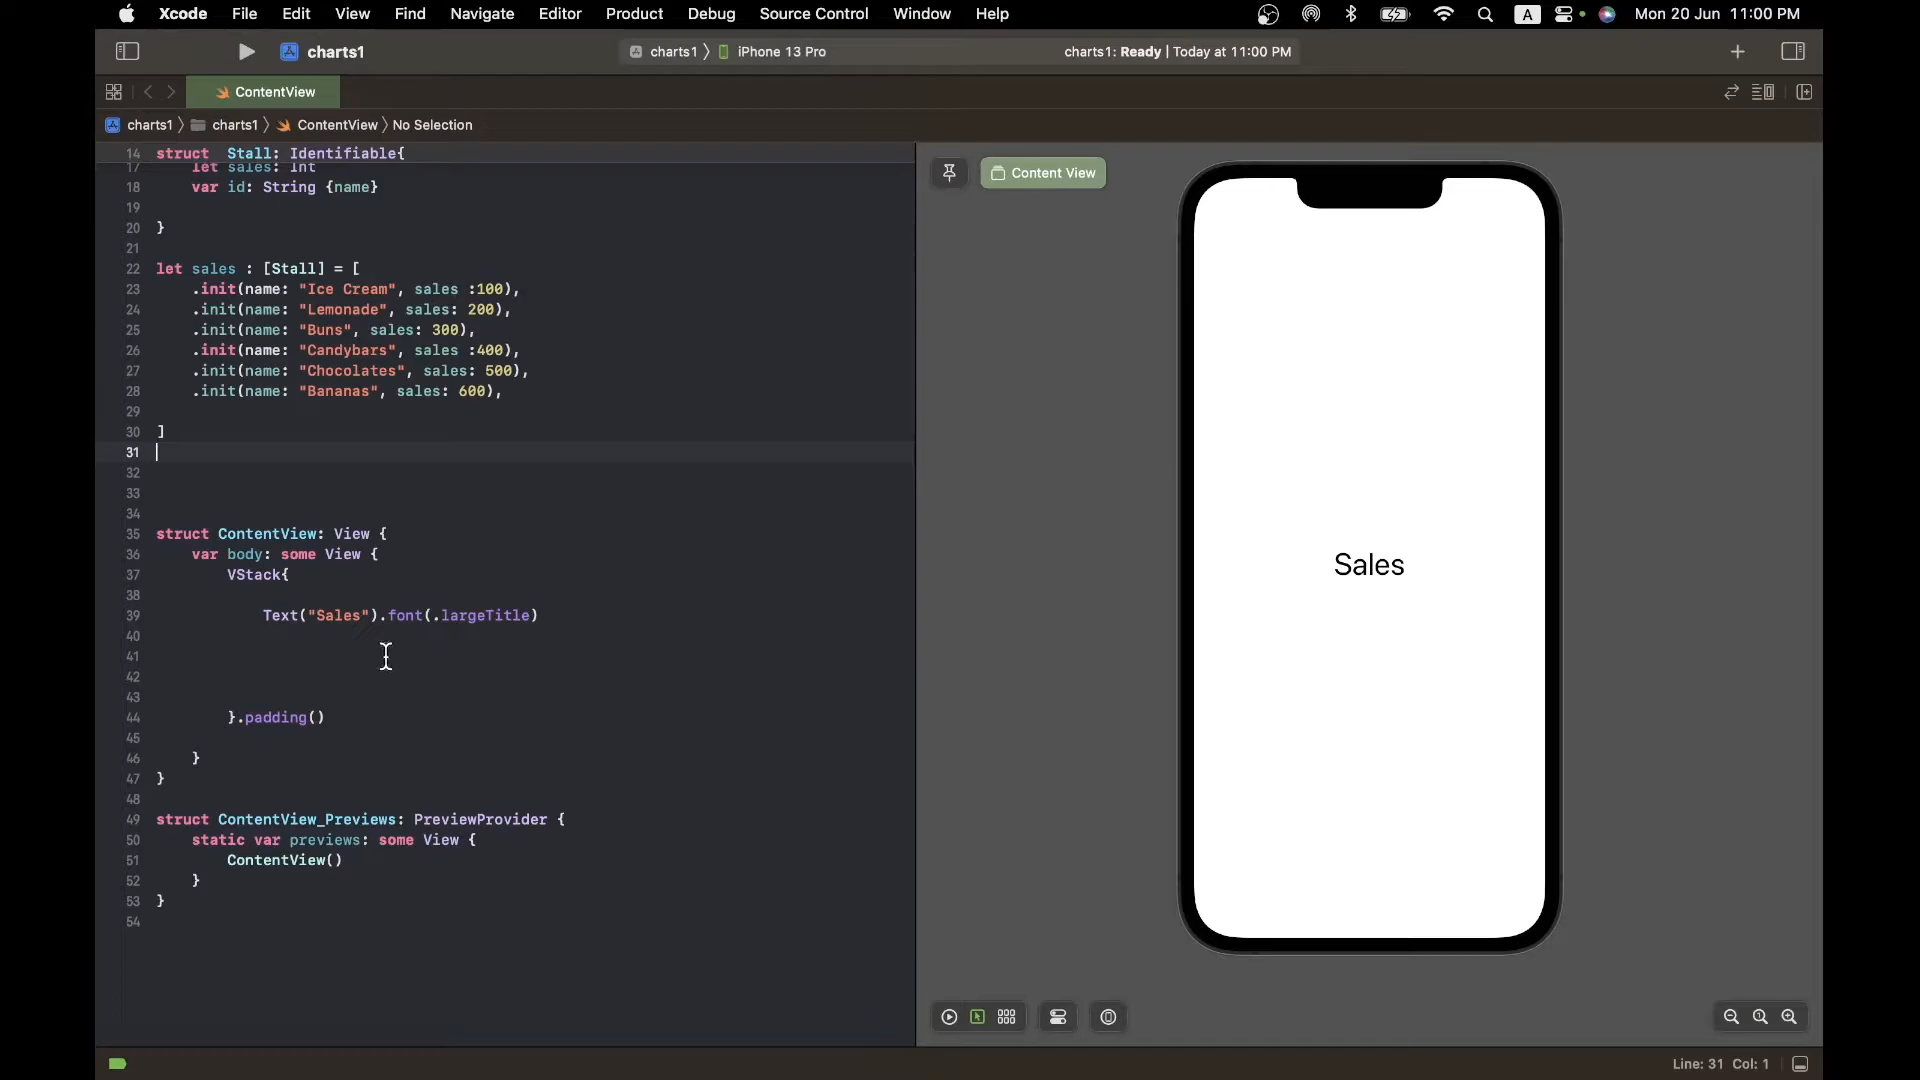 Xcode File Edit View Find Navigate Editor Product Debug Source Control Window Help A Mon 20 Jun 11:00 PM
charts1 charts1 iPhone 13 Pro charts1: Ready | Today at 11:00 PM
ContentView
charts1 charts1 ContentView No Selection
14 struct  Stall: Identifiable{
17 let sales: Int
18 var id: String {name}
19
20 }
21
22 let sales : [Stall] = [
23 .init(name: "Ice Cream", sales :100),
24 .init(name: "Lemonade", sales: 200),
25 .init(name: "Buns", sales: 300),
26 .init(name: "Candybars", sales :400),
27 .init(name: "Chocolates", sales: 500),
28 .init(name: "Bananas", sales: 600),
29
30 ]
31
32
33
34
35 struct ContentView: View {
36 var body: some View {
37 VStack{
38
39 Text("Sales").font(.largeTitle)
40
41
42
43
44 }.padding()
45
46 }
47 }
48
49 struct ContentView_Previews: PreviewProvider {
50 static var previews: some View {
51 ContentView()
52 }
53 }
54
Content View
Sales
Line: 31 Col: 1